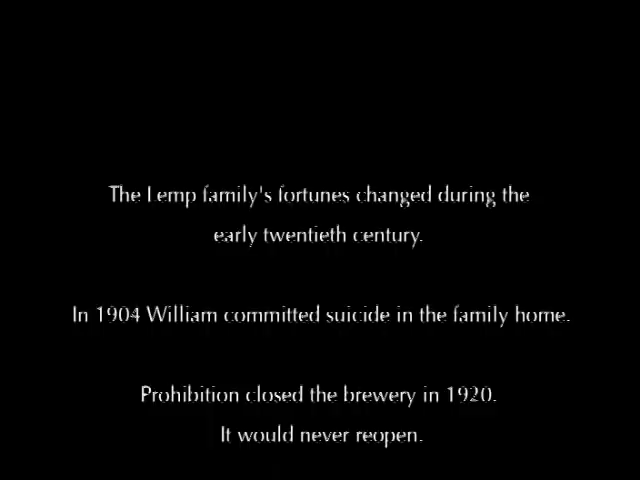 The Lemp family's fortunes changed during the
early twentieth century.
In 1904 William committed suicide in the family home.
Prohibition closed the brewery in 1920.
It would never reopen.